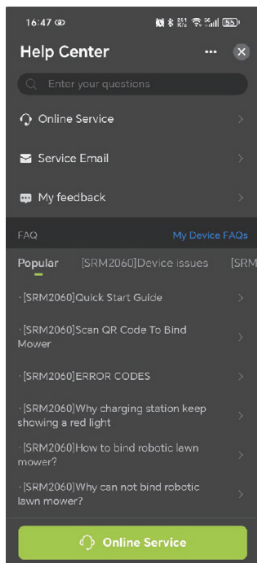 16:47
Help Center
Enter your questions
Online Service
Service Email
My feedback
FAQ
My Device FAQs
Popular
[SRM2060]Device issues
[SRM
·[SRM2060]Quick Start Guide
·[SRM2060]Scan QR Code To Bind
Mower
·[SRM2060]ERROR CODES
·[SRM2060]Why charging station keep
showing a red light
·[SRM2060]How to bind robotic lawn
mower?
·[SRM2060]Why can not bind robotic
lawn mower?
Online Service